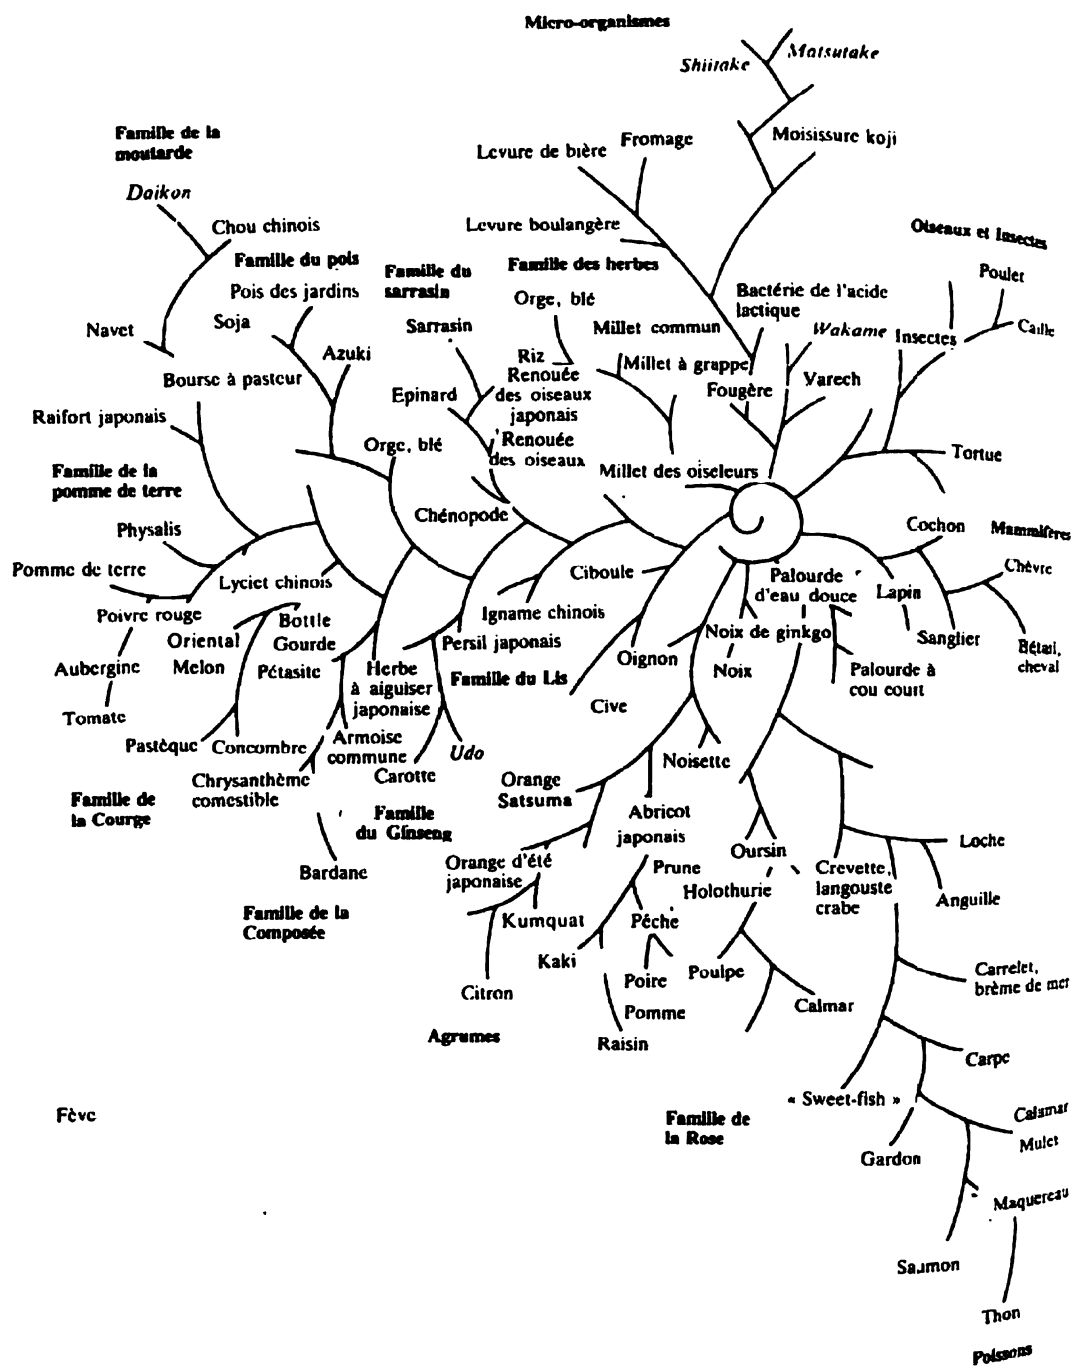 Micro-organismes
Shiitake
Matsutake
Famille de la
moutarde
Levure de bière
Fromage
Moisissure koji
Daikon
Chou chinois
Levure boulangère
Oiseaux et Insectes
Famille du pois
Famille du
sarrasin
Famille des herbes
Poulet
Pois des jardins
Orge, blé
Bactérie de l'acide
lactique
Navet
Soja
Sarrasin
Millet commun
Wakame
Insectes
Caille
Azuki
Riz
Millet à grappe
Bourse à pasteur
Epinard
Renouée
des oiseaux
japonais
Fougère
Varech
Raifort japonais
Orge, blé
Renouée
des oiseaux
Millet des oiseleurs
Tortue
Famille de la
pomme de terre
Physalis
Chénopode
Cochon
Mammifères
Pomme de terre
Lyciet chinois
Ciboule
Palourde
d'eau douce
Lapin
Chèvre
Poivre rouge
Bottle
Gourde
Igname chinois
Oriental
Melon
Persil japonais
Noix de ginkgo
Sanglier
Bétail,
cheval
Aubergine
Pétasite
Herbe
à aiguiser
japonaise
Famille du Lis
Oignon
Noix
Palourde à
cou court
Tomate
Cive
Pastèque
Concombre
Armoise
commune
Udo
Noisette
Chrysanthème
comestible
Carotte
Orange
Satsuma
Famille de
la Courge
Famille
du Ginseng
Abricot
japonais
Loche
Bardane
Orange d'été
japonaise
Prune
Oursin
Crevette,
langouste
crabe
Holothurie
Anguille
Famille de la
Composée
Kumquat
Pêche
Kaki
Poire
Poulpe
Carrelet,
brème de mer
Citron
Pomme
Calmar
Agrumes
Raisin
Carpe
Fève
Famille de
la Rose
« Sweet-fish »
Calamar
Mulet
Gardon
Maquereau
Saumon
Thon
Poissons